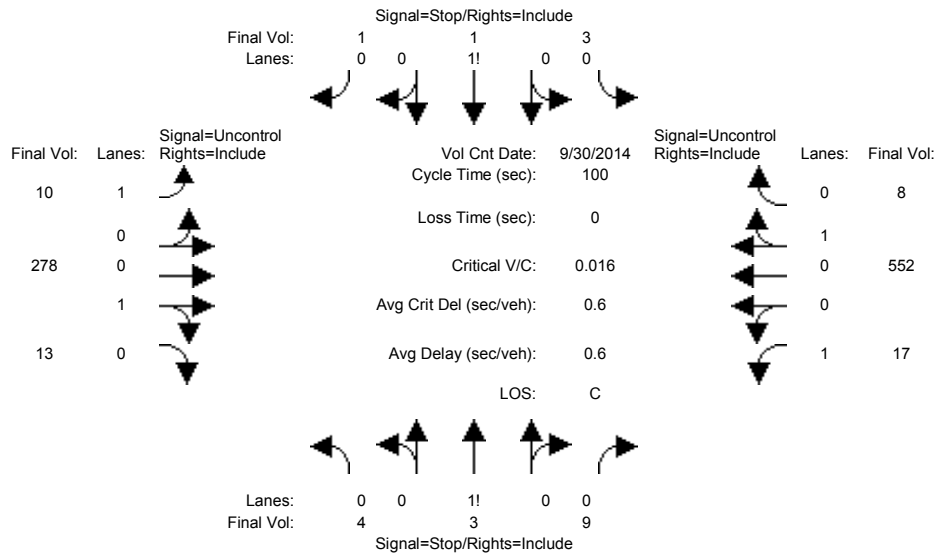 Signal=Stop/Rights=Include
Final Vol: 1 1 3
Lanes: 0 0 1! 0 0
Signal=Uncontrol Signal=Uncontrol
Final Vol: Lanes: Rights=Include Vol Cnt Date: 9/30/2014 Rights=Include Lanes: Final Vol:
Cycle Time (sec): 100
10 1 0 8
Loss Time (sec): 0
0 1
278 0 Critical V/C: 0.016 0 552
1 Avg Crit Del (sec/veh): 0.6 0
13 0 Avg Delay (sec/veh): 0.6 1 17
LOS: C
Lanes: 0 0 1! 0 0
Final Vol: 4 3 9
Signal=Stop/Rights=Include